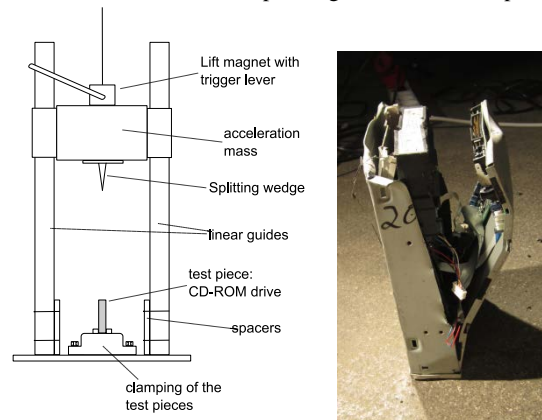 Lift magnet with
trigger lever
acceleration
mass
Splitting wedge
linear guides
test piece:
CD-ROM drive
spacers
clamping of the
test pieces
20